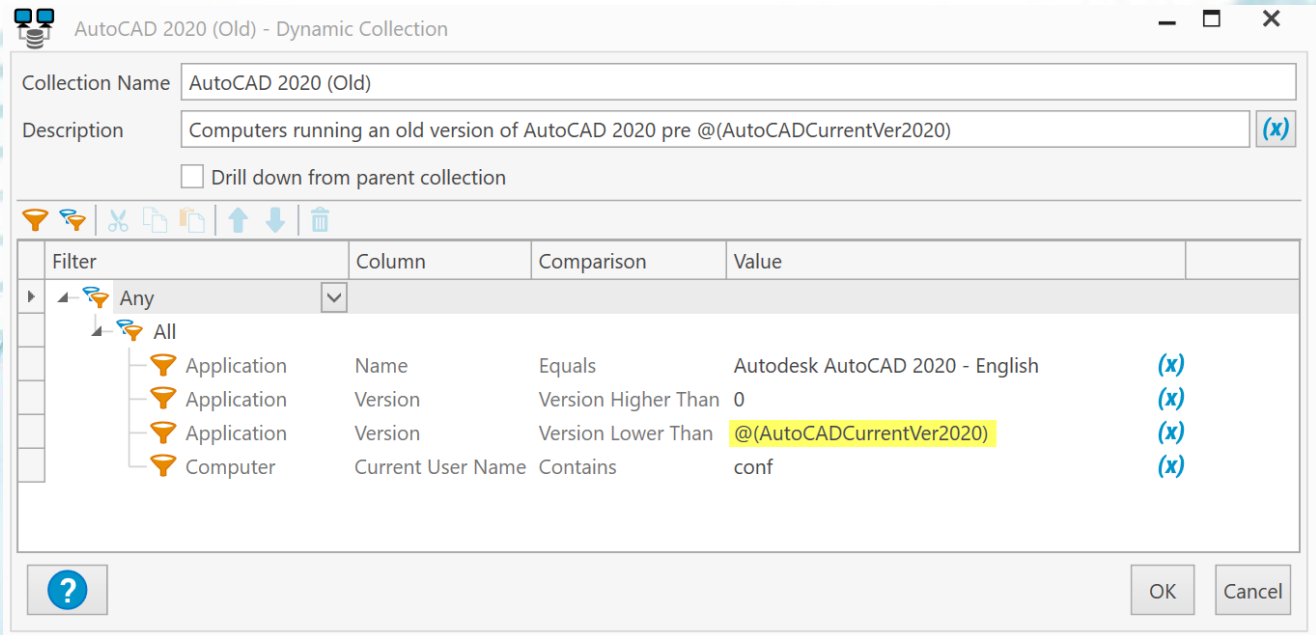 AutoCAD 2020 (Old) - Dynamic Collection
Collection Name AutoCAD 2020 (Old)
Description Computers running an old version of AutoCAD 2020 pre @(AutoCADCurrentVer2020) (x)
Drill down from parent collection
Filter Column Comparison Value
Any
All
Application Name Equals Autodesk AutoCAD 2020 - English (x)
Application Version Version Higher Than 0 (x)
Application Version Version Lower Than @(AutoCADCurrentVer2020) (x)
Computer Current User Name Contains conf (x)
? OK Cancel